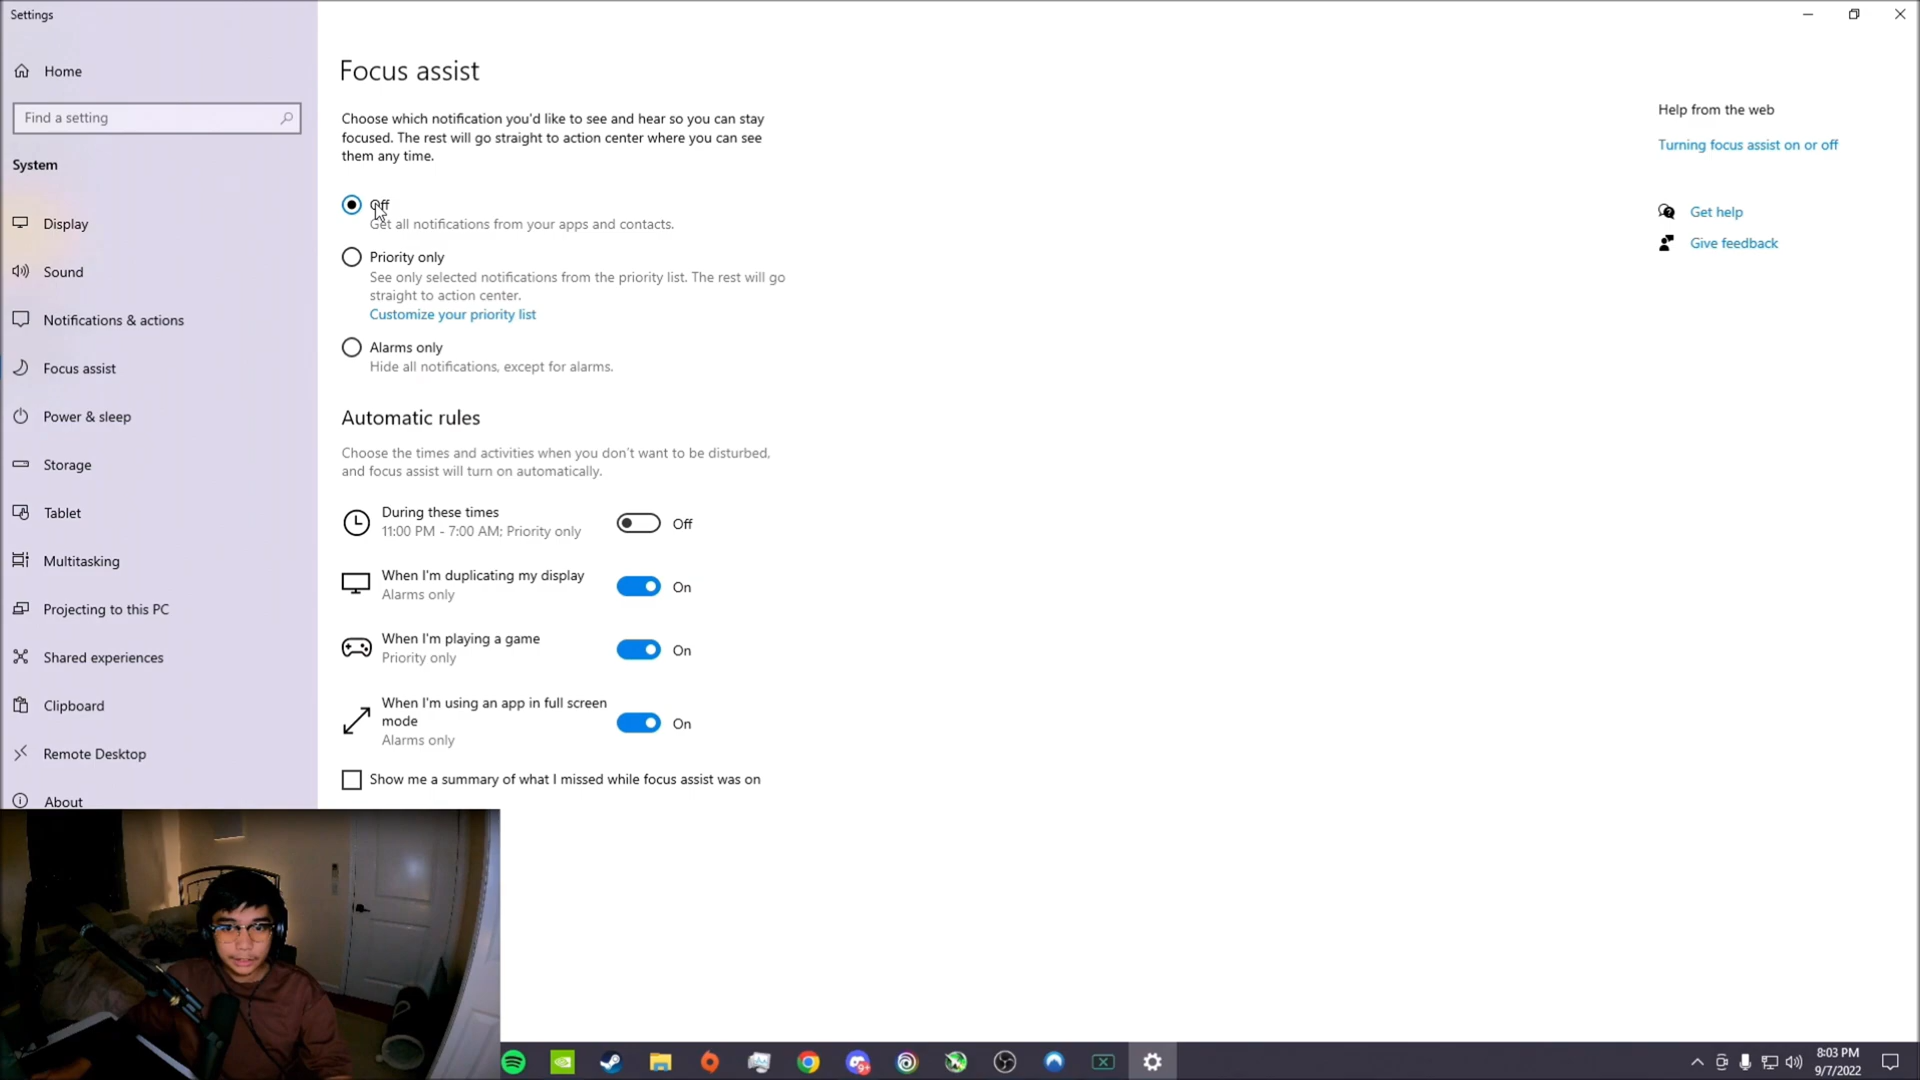 Settings
Home
Find a setting
System
Display
Sound
Notifications & actions
Focus assist
Power & sleep
Storage
Tablet
Multitasking
Projecting to this PC
Shared experiences
Clipboard
Remote Desktop
About
Focus assist
Choose which notification you'd like to see and hear so you can stay
focused. The rest will go straight to action center where you can see
them any time.
Off
Get all notifications from your apps and contacts.
Priority only
See only selected notifications from the priority list. The rest will go
straight to action center.
Customize your priority list
Alarms only
Hide all notifications, except for alarms.
Automatic rules
Choose the times and activities when you don't want to be disturbed,
and focus assist will turn on automatically.
During these times
11:00 PM - 7:00 AM; Priority only
Off
When I'm duplicating my display
Alarms only
On
When I'm playing a game
Priority only
On
When I'm using an app in full screen
mode
Alarms only
On
Show me a summary of what I missed while focus assist was on
Help from the web
Turning focus assist on or off
Get help
Give feedback
9+
8:03 PM
9/7/2022